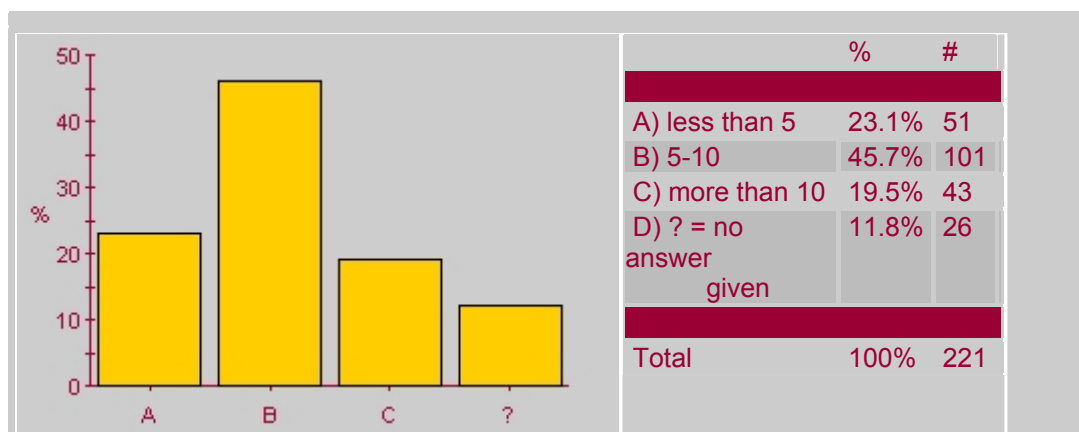 50
40
30
%
20
10
0
A B C ?
% #
A) less than 5 23.1% 51
B) 5-10 45.7% 101
C) more than 10 19.5% 43
D) ? = no 11.8% 26
answer
given
Total 100% 221